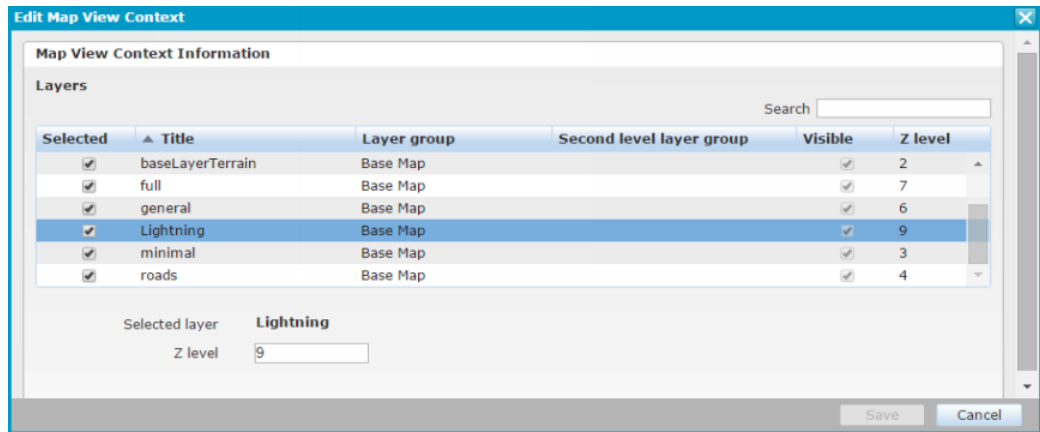 Edit Map View Context
Map View Context Information
Layers
Search
Selected Title Layer group Second level layer group Visible Z level
baseLayerTerrain Base Map 2
full Base Map 7
general Base Map 6
Lightning Base Map 9
minimal Base Map 3
roads Base Map 4
Selected layer Lightning
Z level 9
Save Cancel